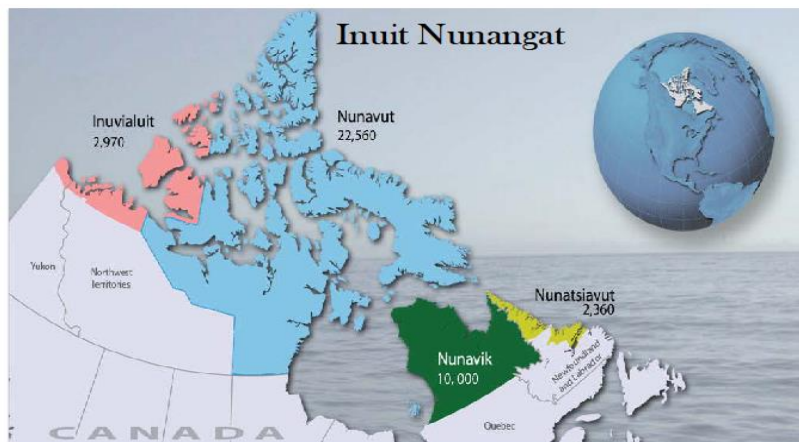 Inuit Nunangat
Inuvialuit
2,970
Nunavut
22,560
Yukon
Northwest
Territories
Nunatsiavut
2,360
Nunavik
10, 000
Newfoundland
and Labrador
Quebec
CANADA